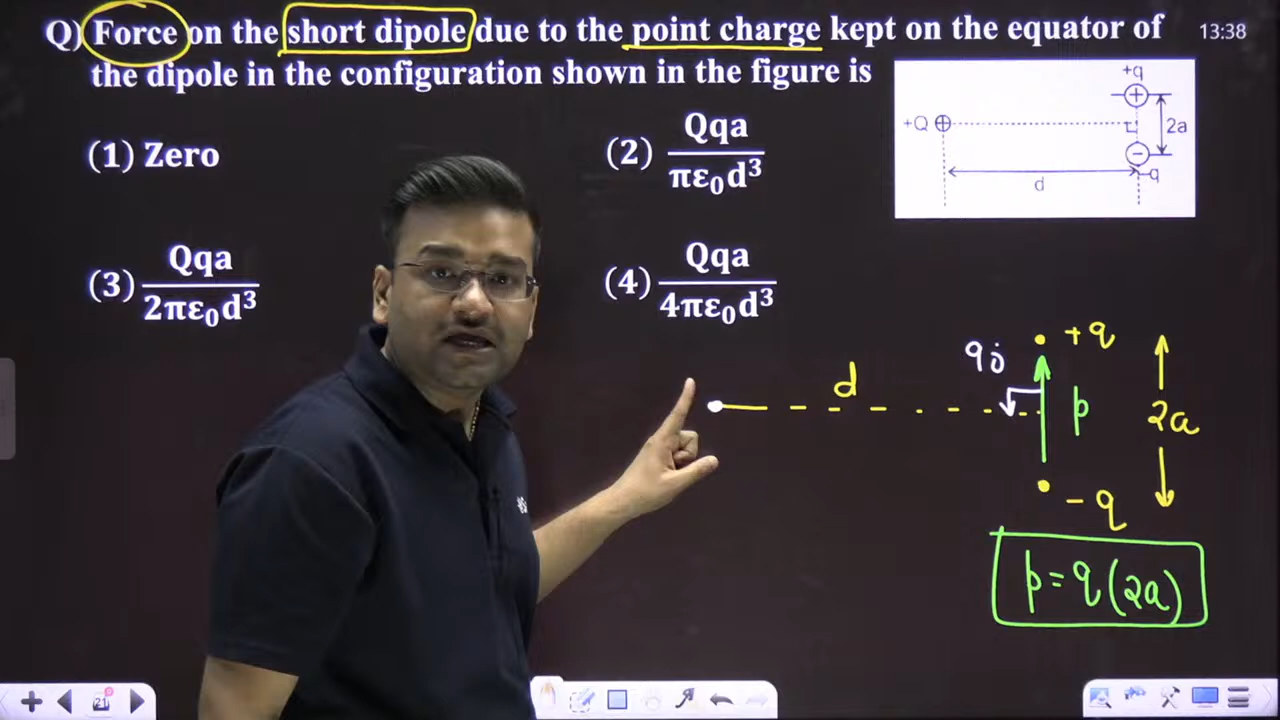 Q) Force on the short dipole due to the point charge kept on the equator of
the dipole in the configuration shown in the figure is
13:38
(1) Zero
(2) Qqa / πε₀d³
(3) Qqa / 2πε₀d³
(4) Qqa / 4πε₀d³
+q
+Q
2a
d
-q
+q
d
p
2a
-q
p = q(2a)
21